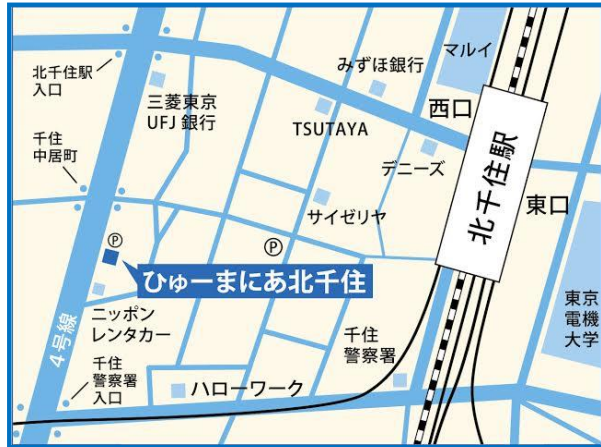 マルイ
みずほ銀行
北千住駅
入口
三菱東京
UFJ 銀行
TSUTAYA
西口
千住
中居町
デニーズ
北千住駅
東口
サイゼリヤ
Ⓟ
Ⓟ
ひゅーまにあ北千住
ニッポン
レンタカー
4号線
千住
警察署
東京
電機
大学
千住
警察署
入口
ハローワーク